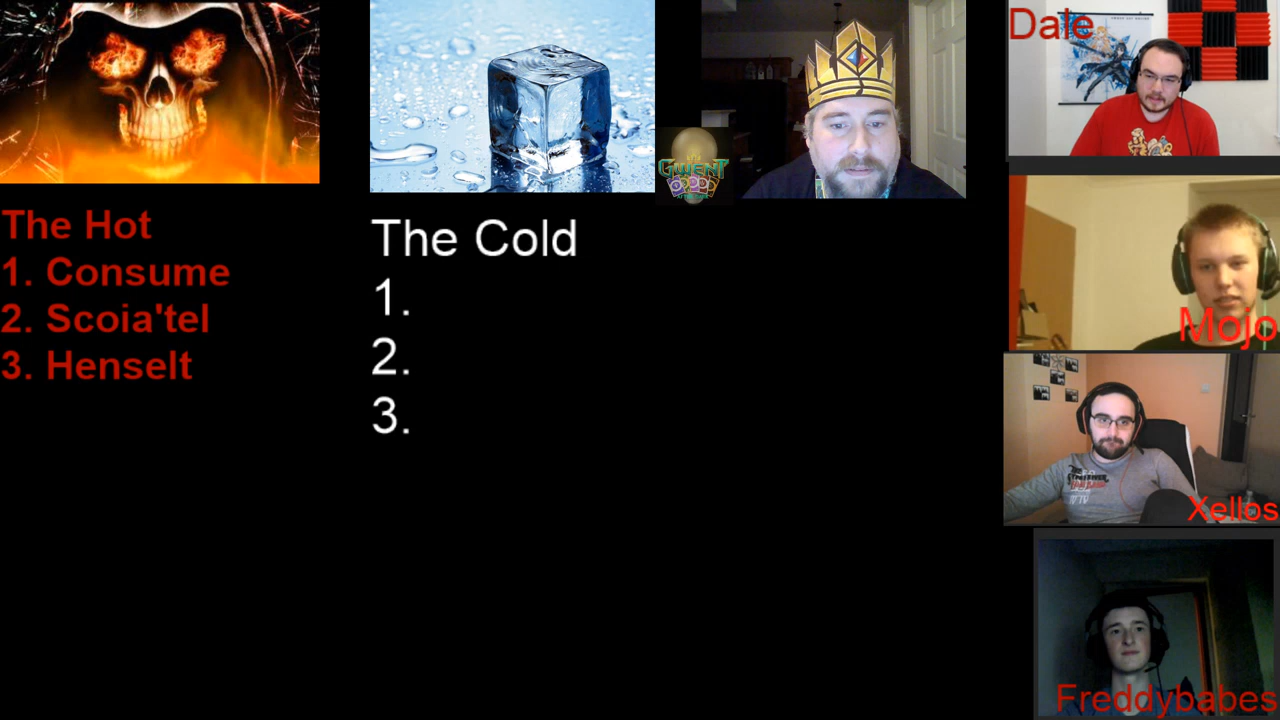 The Hot
1. Consume
2. Scoia'tel
3. Henselt
The Cold
1.
2.
3.
GWENT
Dale
Mojo
Xellos
Freddybabes